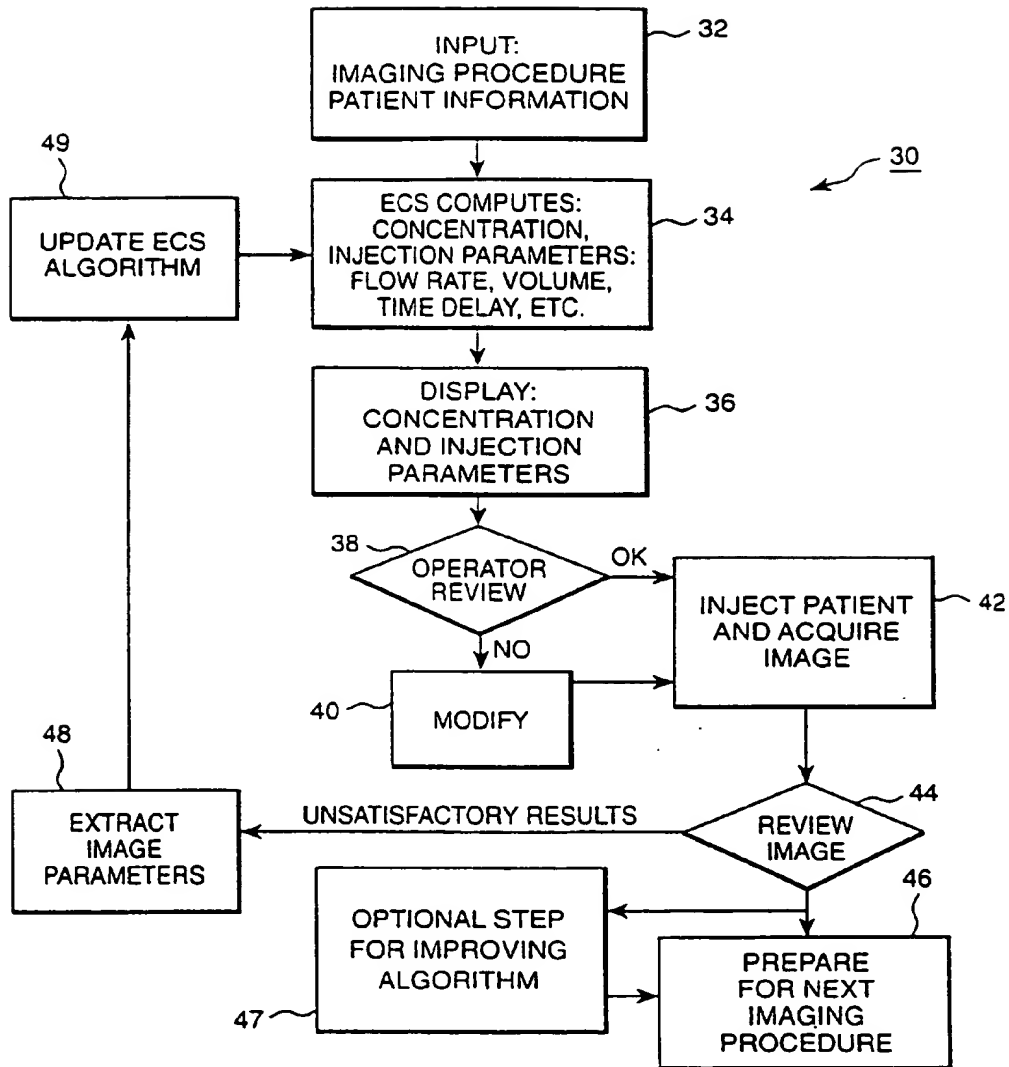 INPUT:
IMAGING PROCEDURE
PATIENT INFORMATION
32
30
49
UPDATE ECS
ALGORITHM
ECS COMPUTES:
CONCENTRATION,
INJECTION PARAMETERS:
FLOW RATE, VOLUME,
TIME DELAY, ETC.
34
DISPLAY:
CONCENTRATION
AND INJECTION
PARAMETERS
36
38
OPERATOR
REVIEW
OK
NO
40
MODIFY
INJECT PATIENT
AND ACQUIRE
IMAGE
42
44
REVIEW
IMAGE
UNSATISFACTORY RESULTS
48
EXTRACT
IMAGE
PARAMETERS
OPTIONAL STEP
FOR IMPROVING
ALGORITHM
47
46
PREPARE
FOR NEXT
IMAGING
PROCEDURE